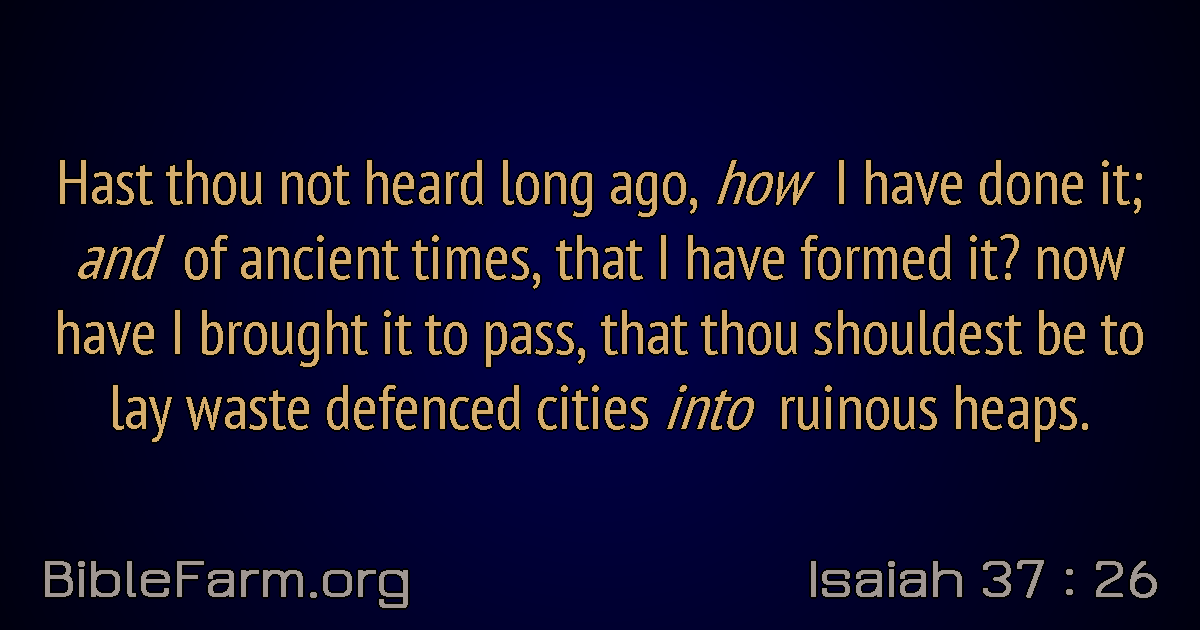 Hast thou not heard long ago, how I have done it;
and of ancient times, that I have formed it? now
have I brought it to pass, that thou shouldest be to
lay waste defenced cities into ruinous heaps.
BibleFarm.org
Isaiah 37 : 26